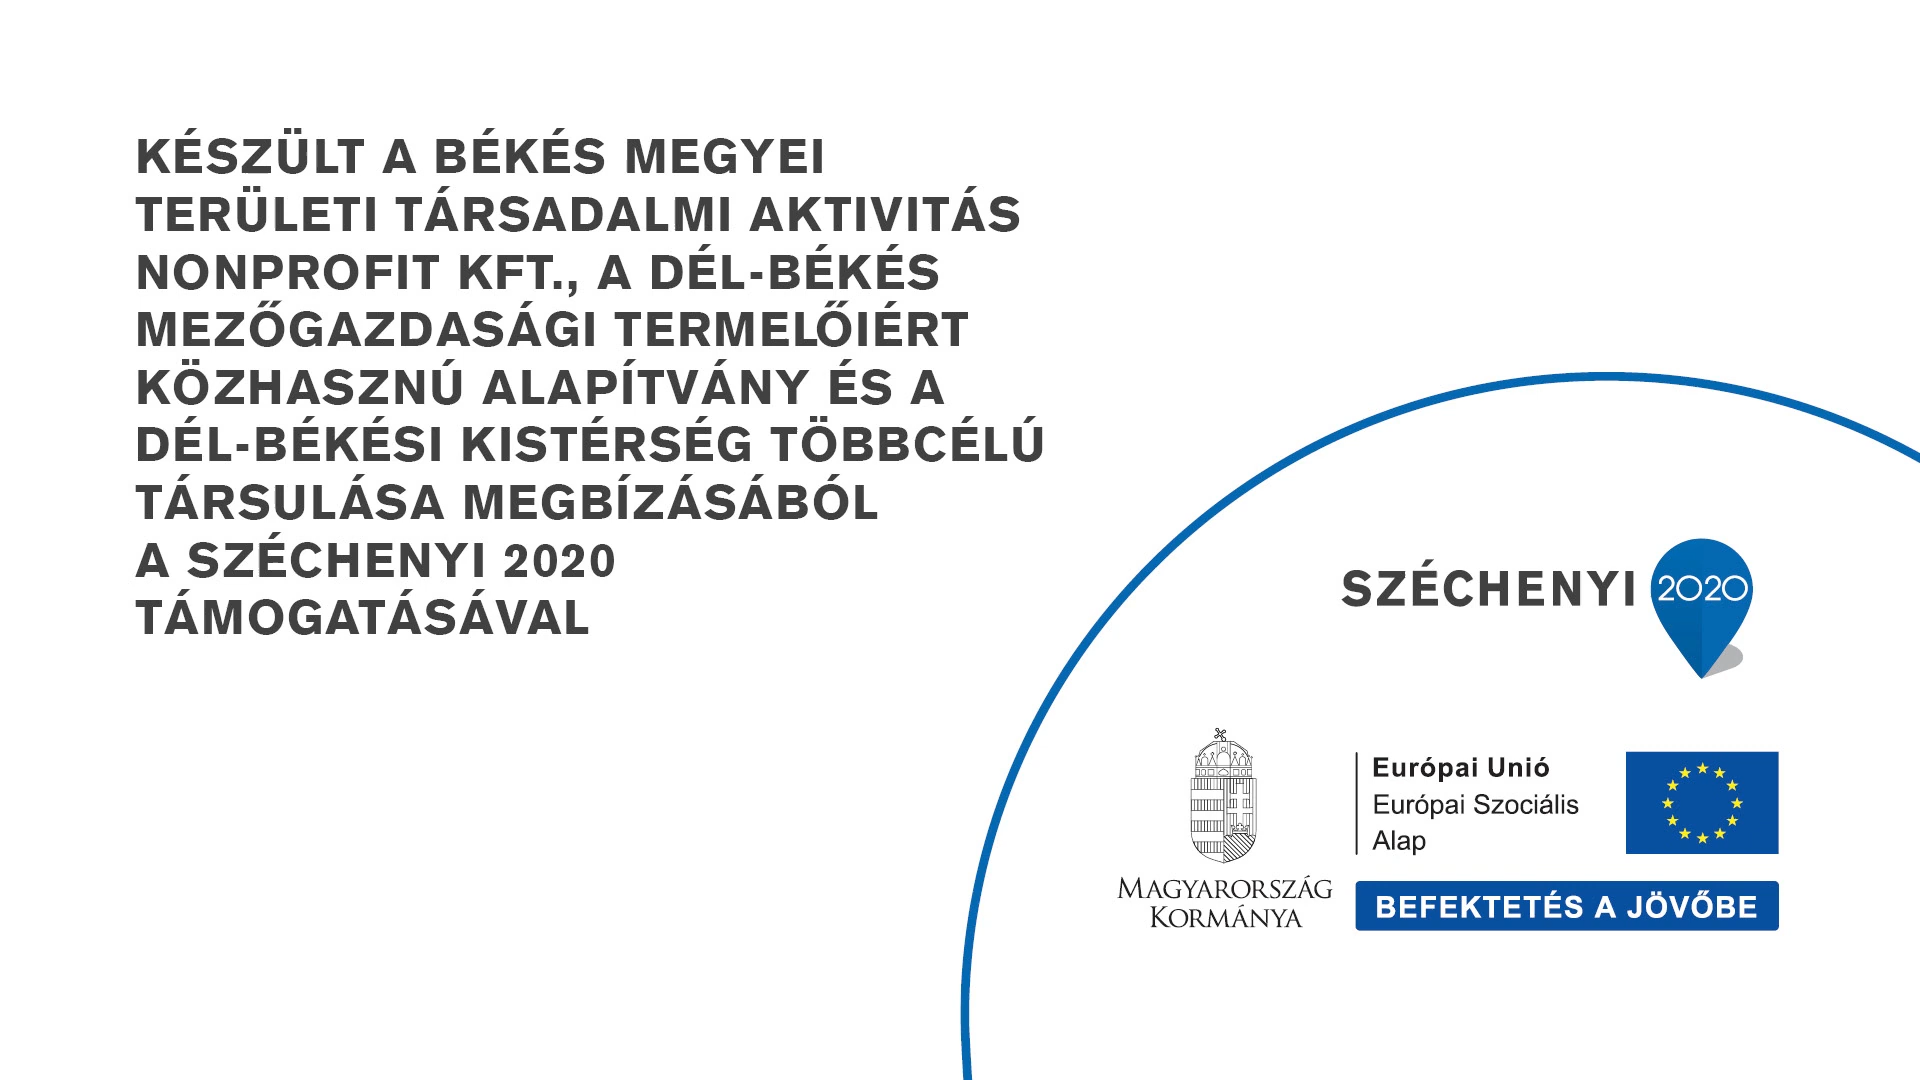 KÉSZÜLT A BÉKÉS MEGYEI
TERÜLETI TÁRSADALMI AKTIVITÁS
NONPROFIT KFT., A DÉL-BÉKÉS
MEZŐGAZDASÁGI TERMELŐIÉRT
KÖZHASZNÚ ALAPÍTVÁNY ÉS A
DÉL-BÉKÉSI KISTÉRSÉG TÖBBCÉLÚ
TÁRSULÁSA MEGBÍZÁSÁBÓL
A SZÉCHENYI 2020
TÁMOGATÁSÁVAL
SZÉCHENYI 2020
MAGYARORSZÁG
KORMÁNYA
Európai Unió
Európai Szociális
Alap
BEFEKTETÉS A JÖVŐBE